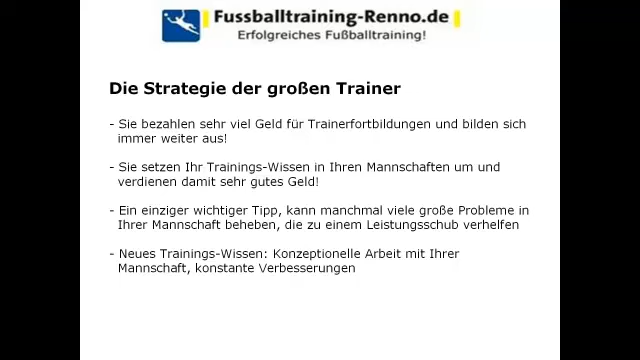 Fussballtraining-Renno.de
Erfolgreiches Fußballtraining!
Die Strategie der großen Trainer
- Sie bezahlen sehr viel Geld für Trainerfortbildungen und bilden sich
immer weiter aus!
- Sie setzen Ihr Trainings-Wissen in Ihren Mannschaften um und
verdienen damit sehr gutes Geld!
- Ein einziger wichtiger Tipp, kann manchmal viele große Probleme in
Ihrer Mannschaft beheben, die zu einem Leistungsschub verhelfen
- Neues Trainings-Wissen: Konzeptionelle Arbeit mit Ihrer
Mannschaft, konstante Verbesserungen